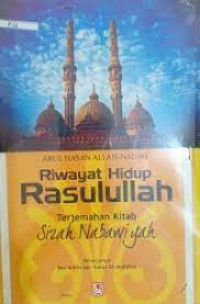 ABUL HASAN ALI AN-NADWI
Riwayat Hidup
Rasulullah
Terjemahan Kitab
Sirah Nabawiyah